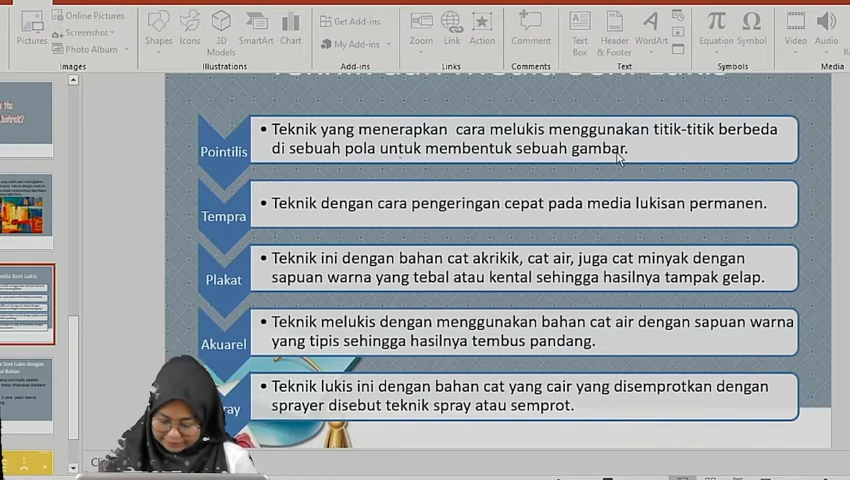 Pictures
Online Pictures
Screenshot
Photo Album
Images
Shapes
Icons
3D
Models
SmartArt
Chart
Illustrations
Get Add-ins
My Add-ins
Add-ins
Zoom
Link
Action
Links
Comment
Comments
Text
Box
Header
& Footer
WordArt
Text
Equation
Symbol
Symbols
Video
Audio
Media
Pointilis
• Teknik yang menerapkan cara melukis menggunakan titik-titik berbeda
di sebuah pola untuk membentuk sebuah gambar.
Tempra
• Teknik dengan cara pengeringan cepat pada media lukisan permanen.
Plakat
• Teknik ini dengan bahan cat akrikik, cat air, juga cat minyak dengan
sapuan warna yang tebal atau kental sehingga hasilnya tampak gelap.
Akuarel
• Teknik melukis dengan menggunakan bahan cat air dengan sapuan warna
yang tipis sehingga hasilnya tembus pandang.
ray
• Teknik lukis ini dengan bahan cat yang cair yang disemprotkan dengan
sprayer disebut teknik spray atau semprot.